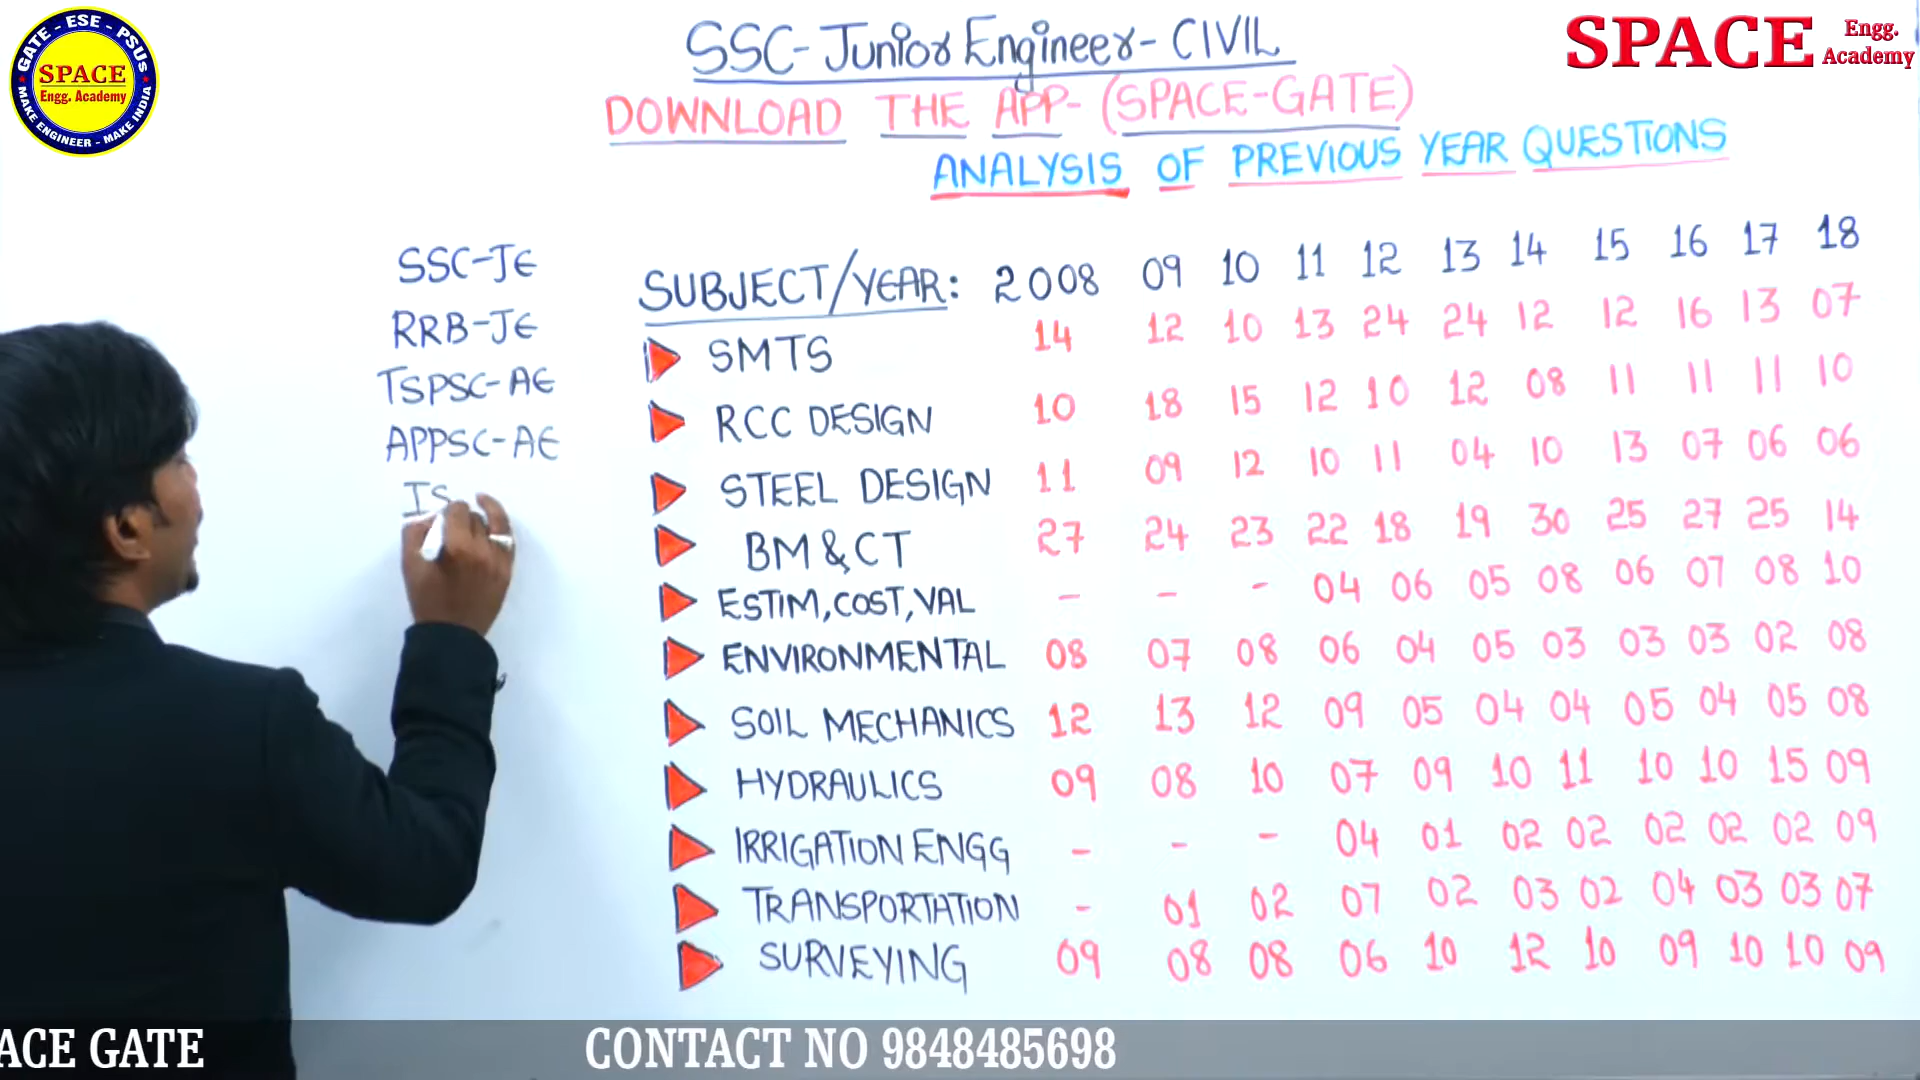 GATE - ESE - PSUs
SPACE
Engg. Academy
MAKE ENGINEER - MAKE INDIA
SSC-Junior Engineer-CIVIL
SPACE Engg. Academy
DOWNLOAD THE APP-(SPACE-GATE)
ANALYSIS OF PREVIOUS YEAR QUESTIONS
SSC-JE
RRB-JE
TSPSC-AE
APPSC-AE
IS
SUBJECT/YEAR: 2008 09 10 11 12 13 14 15 16 17 18
SMTS 14 12 10 13 24 24 12 12 16 13 07
RCC DESIGN 10 18 15 12 10 12 08 11 11 11 10
STEEL DESIGN 11 09 12 10 11 04 10 13 07 06 06
BM&CT 27 24 23 22 18 19 30 25 27 25 14
ESTIM,COST,VAL - - - 04 06 05 08 06 07 08 10
ENVIRONMENTAL 08 07 08 06 04 05 03 03 03 02 08
SOIL MECHANICS 12 13 12 09 05 04 04 05 04 05 08
HYDRAULICS 09 08 10 07 09 10 11 10 10 15 09
IRRIGATION ENGG - - - 04 01 02 02 02 02 02 09
TRANSPORTATION - 01 02 07 02 03 02 04 03 03 07
SURVEYING 09 08 08 06 10 12 10 09 10 10 09
ACE GATE CONTACT NO 9848485698